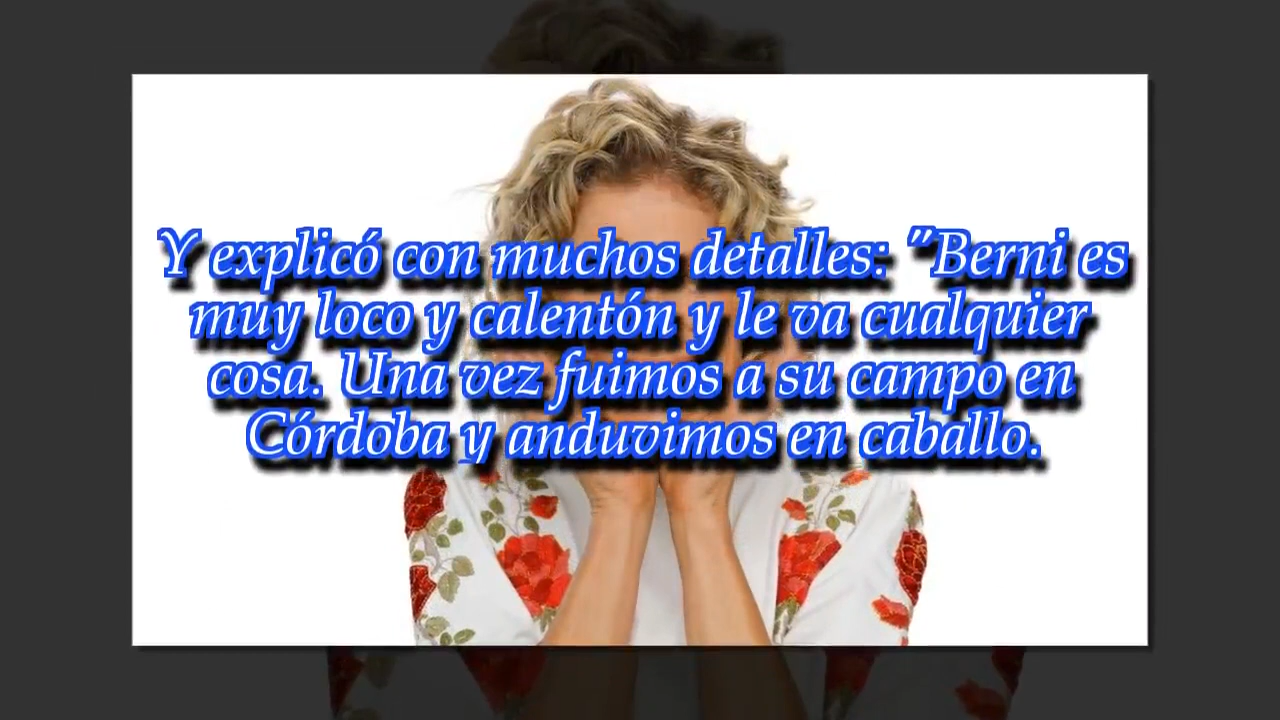 Y explicó con muchos detalles: "Berni es
muy loco y calentón y le va cualquier
cosa. Una vez fuimos a su campo en
Córdoba y anduvimos en caballo.